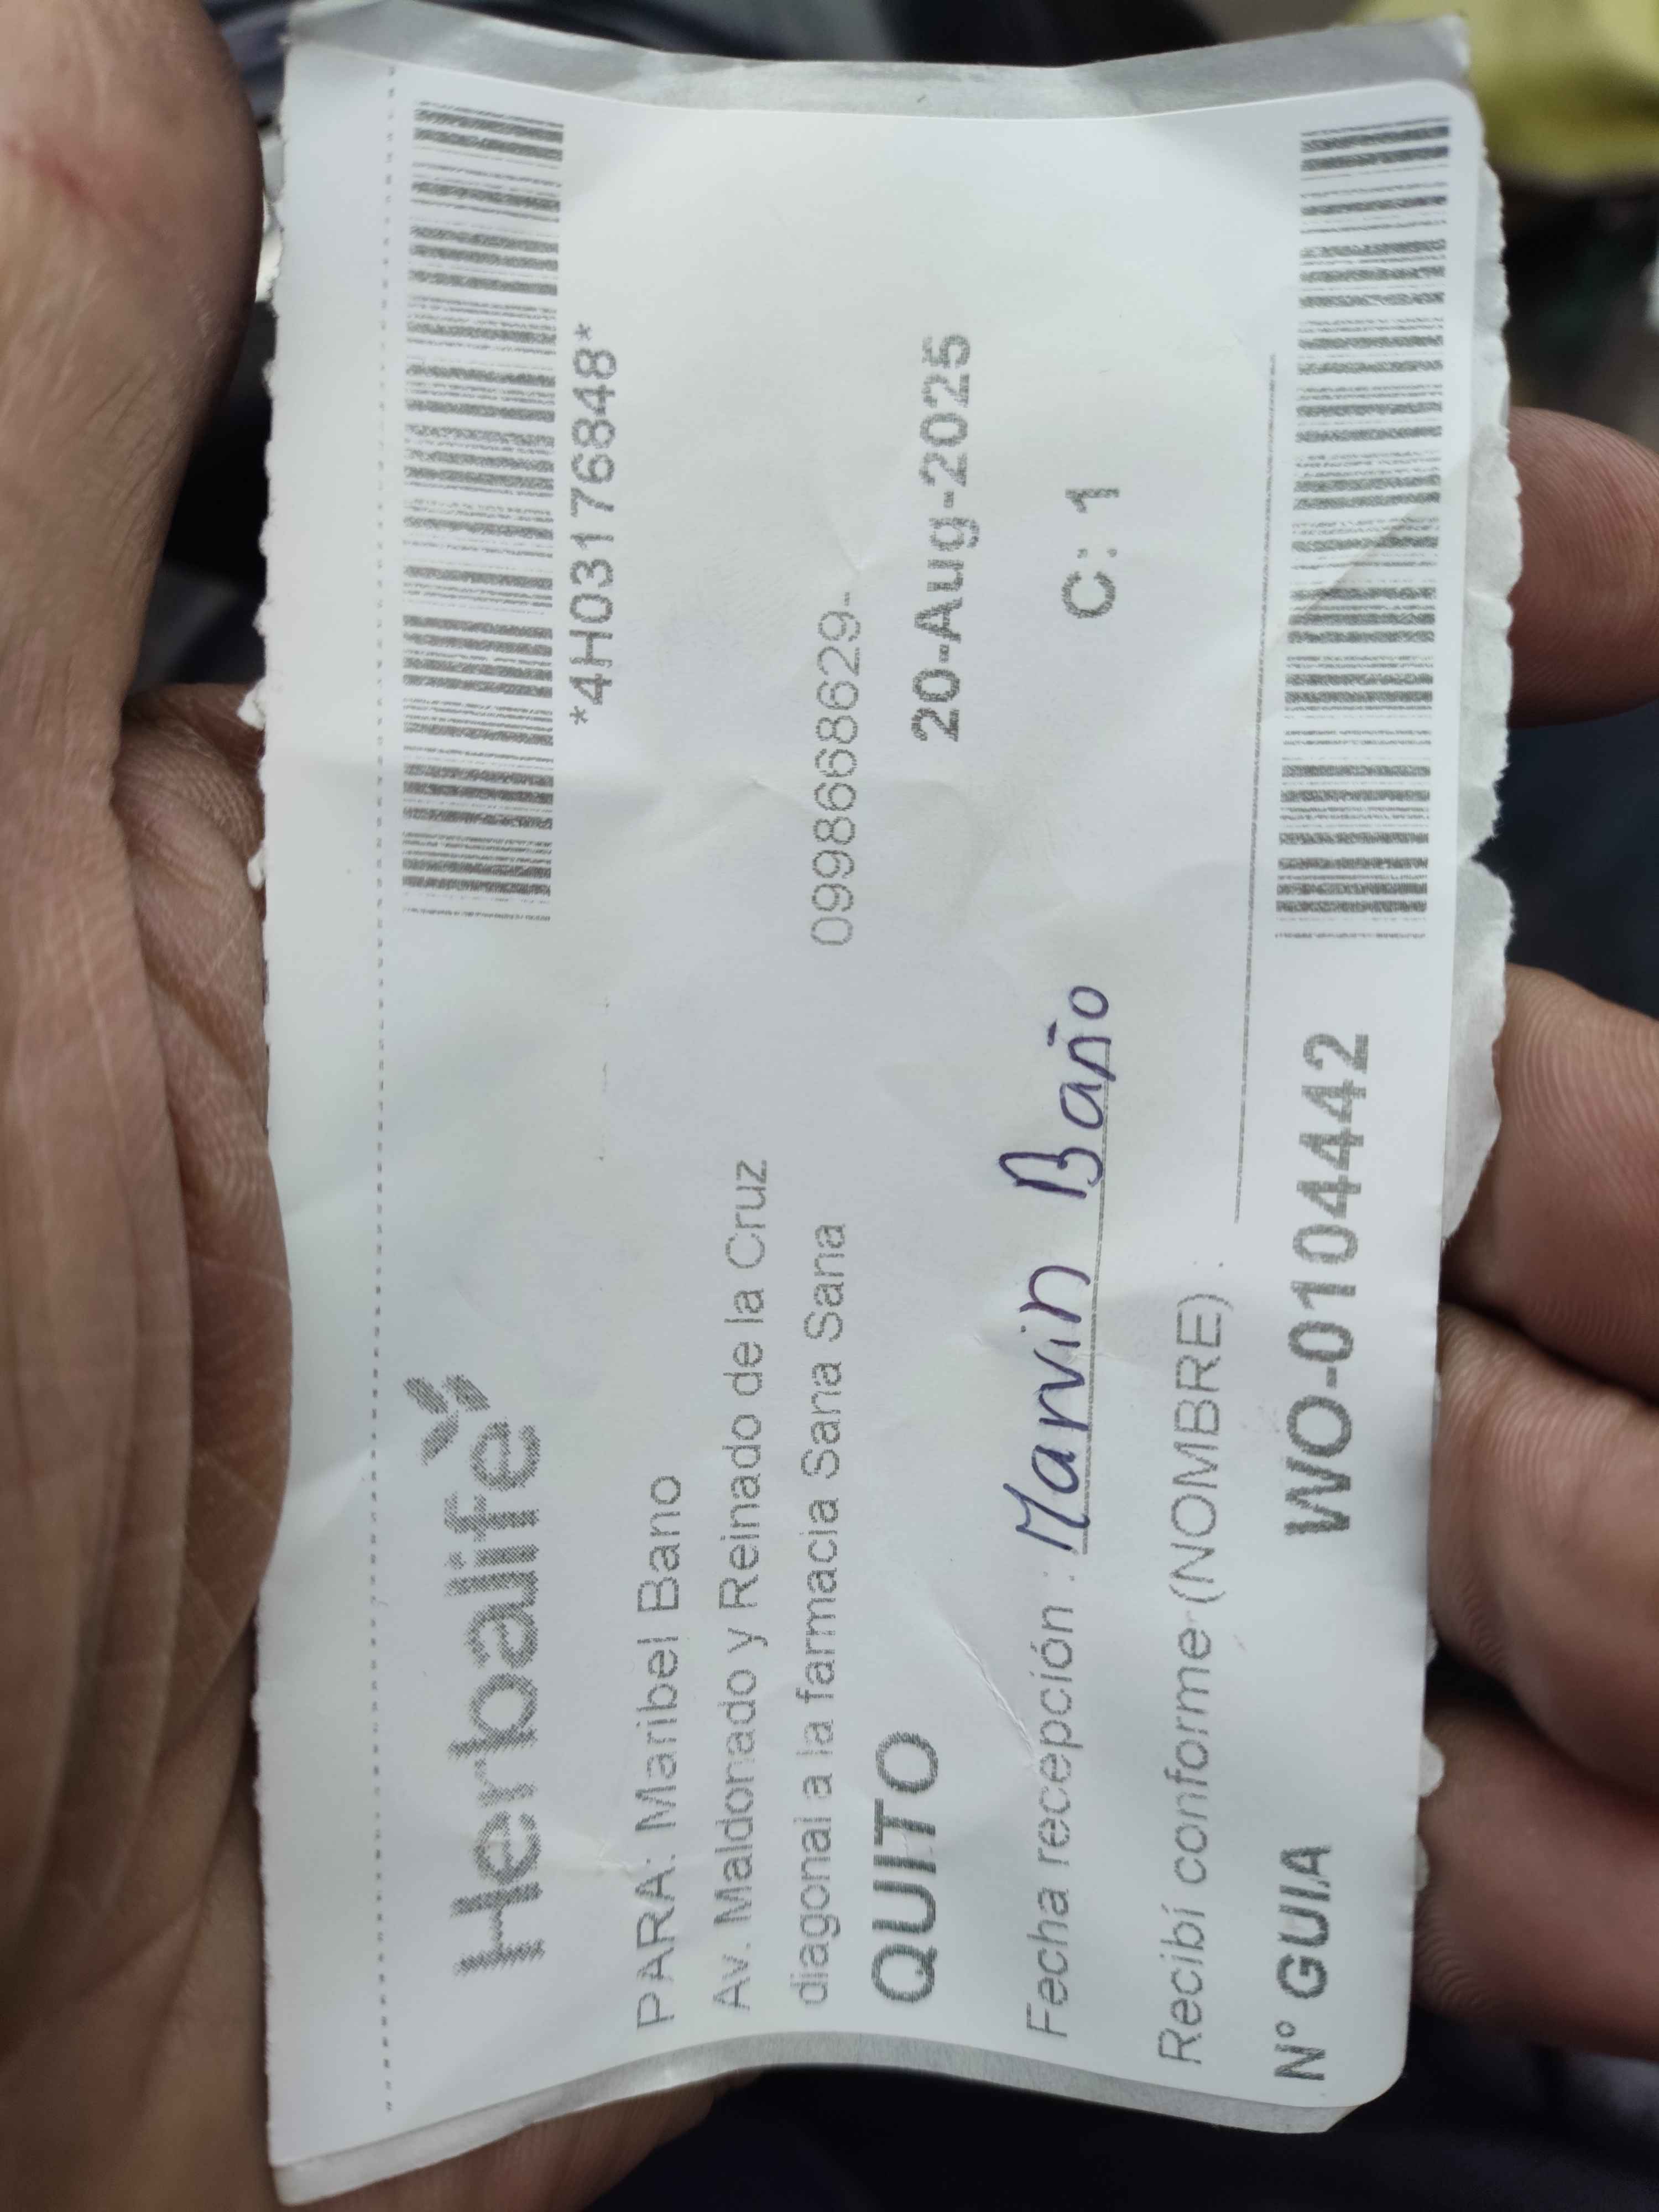 Herbalife
*4H03176848*
PARA: Maribel Bano
Av. Maldonado y Reinado de la Cruz
diagonal a la farmacia Sana Sana 0998668629-
QUITO 20-Aug-2025
Fecha recepción : Marvin Baño C: 1
Recibí conforme (NOMBRE) :
N° GUIA WO-0104442